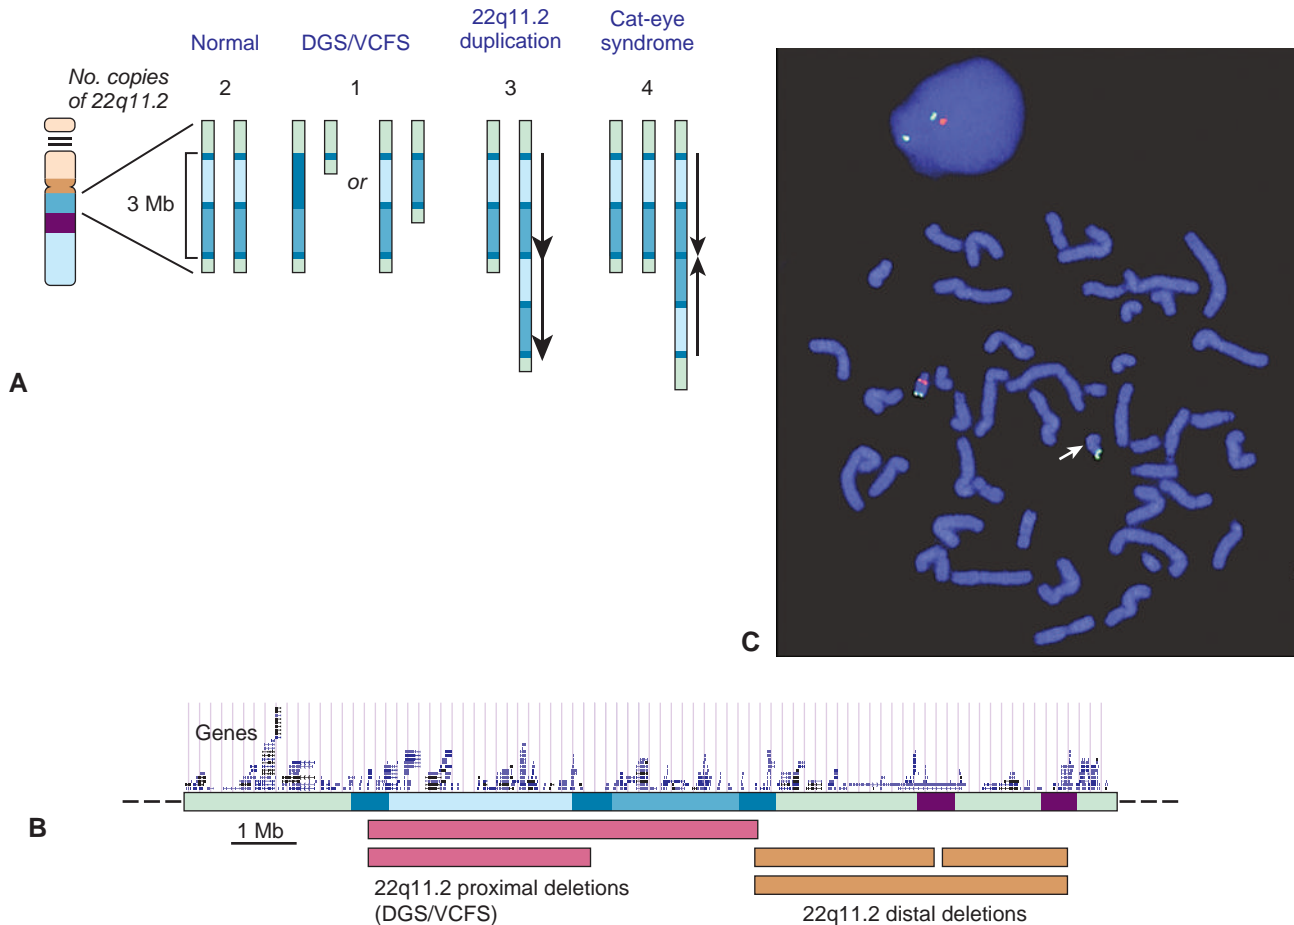 Normal
DGS/VCFS
22q11.2
duplication
Cat-eye
syndrome
No. copies
of 22q11.2
2
1
3
4
3 Mb
or
A
C
Genes
B
1 Mb
22q11.2 proximal deletions
(DGS/VCFS)
22q11.2 distal deletions